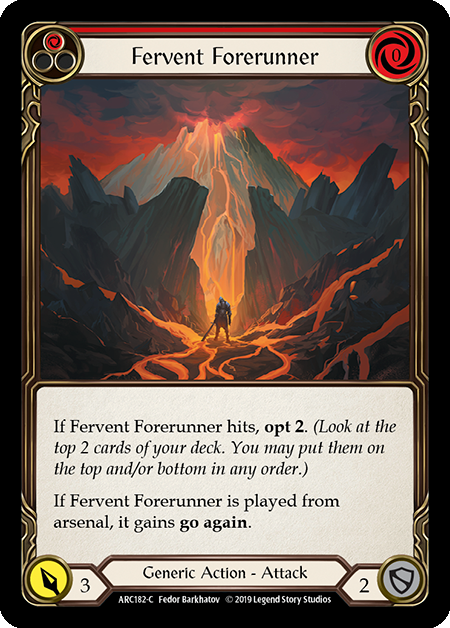 Fervent Forerunner
0
If Fervent Forerunner hits, opt 2. (Look at the
top 2 cards of your deck. You may put them on
the top and/or bottom in any order.)
If Fervent Forerunner is played from
arsenal, it gains go again.
3
Generic Action - Attack
2
ARC182-C Fedor Barkhatov © 2019 Legend Story Studios